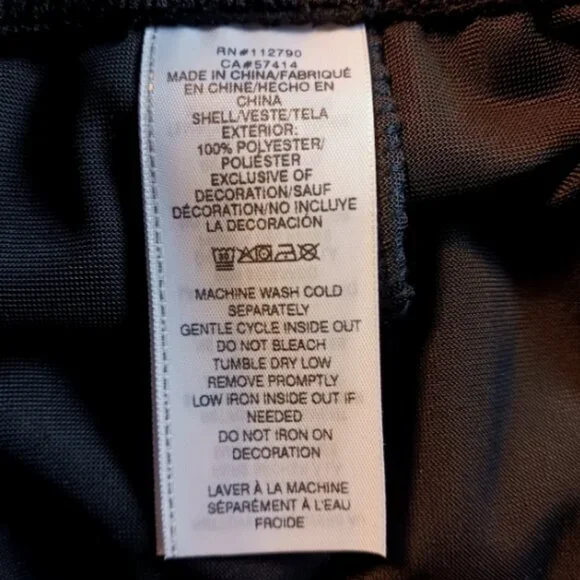 RN#112790
CA#57414
MADE IN CHINA/FABRIQUÉ
EN CHINE/HECHO EN
CHINA
SHELL/VESTE/TELA
EXTERIOR:
100% POLYESTER/
POLIÉSTER
EXCLUSIVE OF
DECORATION/SAUF
DÉCORATION/NO INCLUYE
LA DECORACIÓN
MACHINE WASH COLD
SEPARATELY
GENTLE CYCLE INSIDE OUT
DO NOT BLEACH
TUMBLE DRY LOW
REMOVE PROMPTLY
LOW IRON INSIDE OUT IF
NEEDED
DO NOT IRON ON
DECORATION
LAVER À LA MACHINE
SÉPARÉMENT À L'EAU
FROIDE